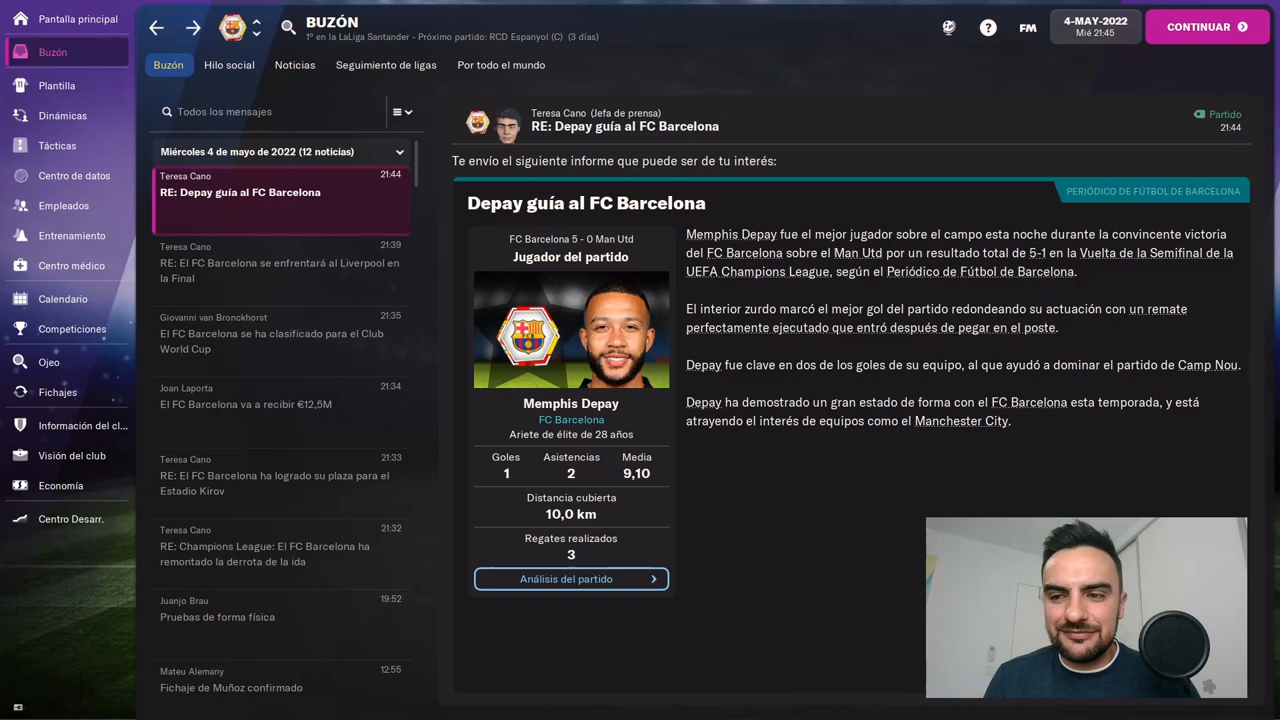 Pantalla principal
Buzón
Plantilla
Dinámicas
Tácticas
Centro de datos
Empleados
Entrenamiento
Centro médico
Calendario
Competiciones
Ojeo
Fichajes
Información del cl...
Visión del club
Economía
Centro Desarr.
BUZÓN
1º en la LaLiga Santander - Próximo partido: RCD Espanyol (C) (3 días)
FM
4-MAY-2022
Mié 21:45
CONTINUAR
Buzón
Hilo social
Noticias
Seguimiento de ligas
Por todo el mundo
Todos los mensajes
Miércoles 4 de mayo de 2022 (12 noticias)
Teresa Cano 21:44
RE: Depay guía al FC Barcelona
Teresa Cano 21:39
RE: El FC Barcelona se enfrentará al Liverpool en
la Final
Giovanni van Bronckhorst 21:35
El FC Barcelona se ha clasificado para el Club
World Cup
Joan Laporta 21:34
El FC Barcelona va a recibir €12,5M
Teresa Cano 21:33
RE: El FC Barcelona ha logrado su plaza para el
Estadio Kirov
Teresa Cano 21:32
RE: Champions League: El FC Barcelona ha
remontado la derrota de la ida
Juanjo Brau 19:52
Pruebas de forma física
Mateu Alemany 12:55
Fichaje de Muñoz confirmado
Teresa Cano (Jefa de prensa)
RE: Depay guía al FC Barcelona
Partido
21:44
Te envío el siguiente informe que puede ser de tu interés:
PERIÓDICO DE FÚTBOL DE BARCELONA
Depay guía al FC Barcelona
FC Barcelona 5 - 0 Man Utd
Jugador del partido
Memphis Depay
FC Barcelona
Ariete de élite de 28 años
Goles Asistencias Media
1 2 9,10
Distancia cubierta
10,0 km
Regates realizados
3
Análisis del partido
Memphis Depay fue el mejor jugador sobre el campo esta noche durante la convincente victoria
del FC Barcelona sobre el Man Utd por un resultado total de 5-1 en la Vuelta de la Semifinal de la
UEFA Champions League, según el Periódico de Fútbol de Barcelona.
El interior zurdo marcó el mejor gol del partido redondeando su actuación con un remate
perfectamente ejecutado que entró después de pegar en el poste.
Depay fue clave en dos de los goles de su equipo, al que ayudó a dominar el partido de Camp Nou.
Depay ha demostrado un gran estado de forma con el FC Barcelona esta temporada, y está
atrayendo el interés de equipos como el Manchester City.